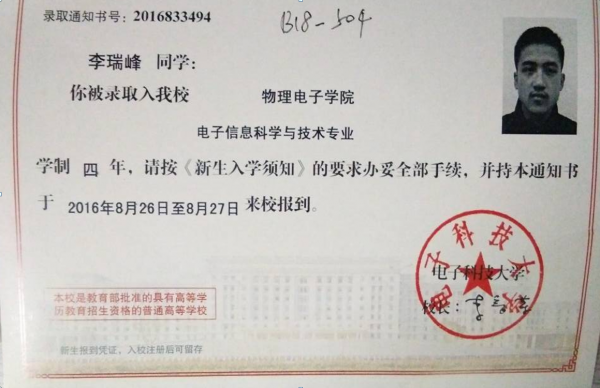 录取通知书号：2016833494
B18-504
李瑞峰 同学：
你被录取入我校 物理电子学院
电子信息科学与技术专业
学制 四 年，请按《新生入学须知》的要求办妥全部手续，并持本通知书
于 2016年8月26日至8月27日 来校报到。
电子科技大学
电子科技大学
校长：
本校是教育部批准的具有高等学
历教育招生资格的普通高等学校
新生报到凭证，入校注册后可留存